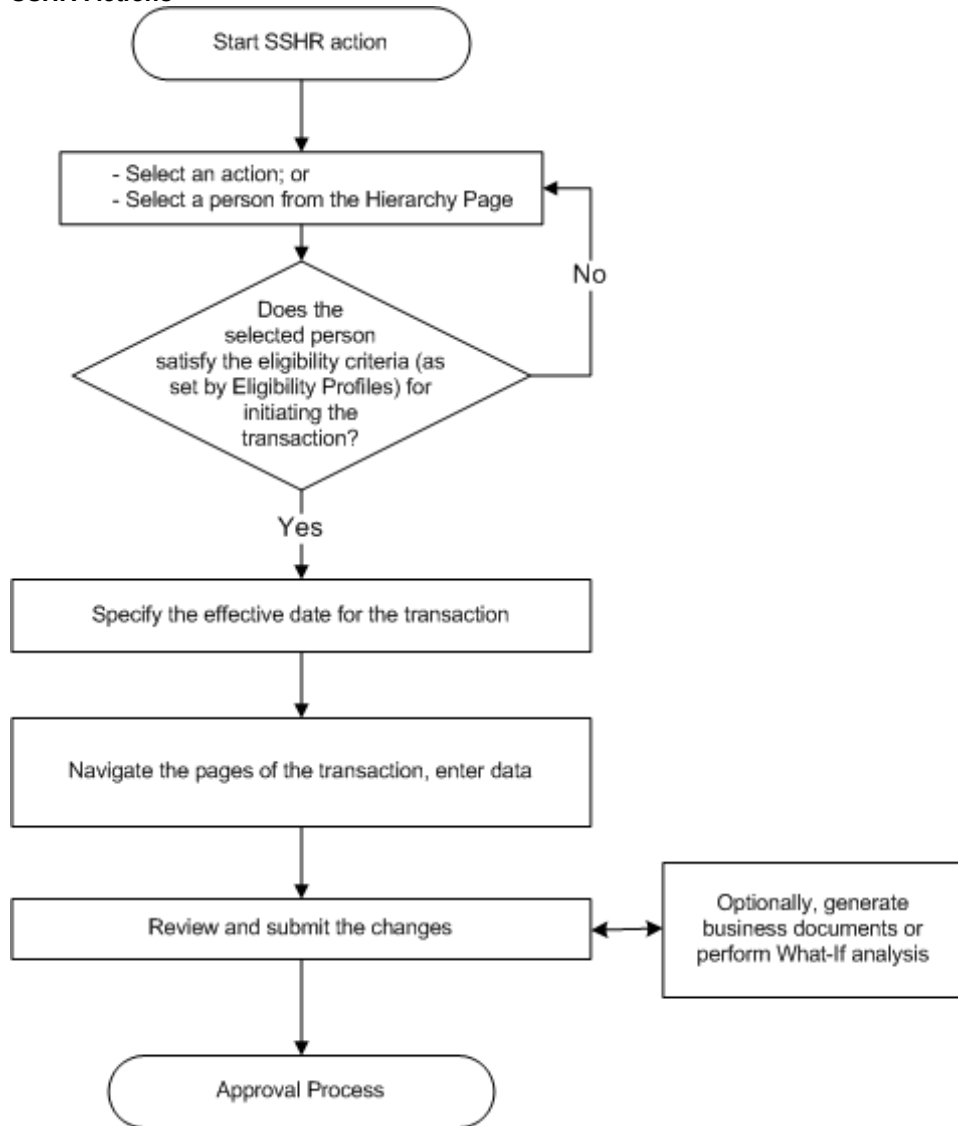 SSHR Actions
Start SSHR action
- Select an action; or
- Select a person from the Hierarchy Page
No
Does the
selected person
satisfy the eligibility criteria (as
set by Eligibility Profiles) for
initiating the
transaction?
Yes
Specify the effective date for the transaction
Navigate the pages of the transaction, enter data
Review and submit the changes
Optionally, generate
business documents or
perform What-If analysis
Approval Process